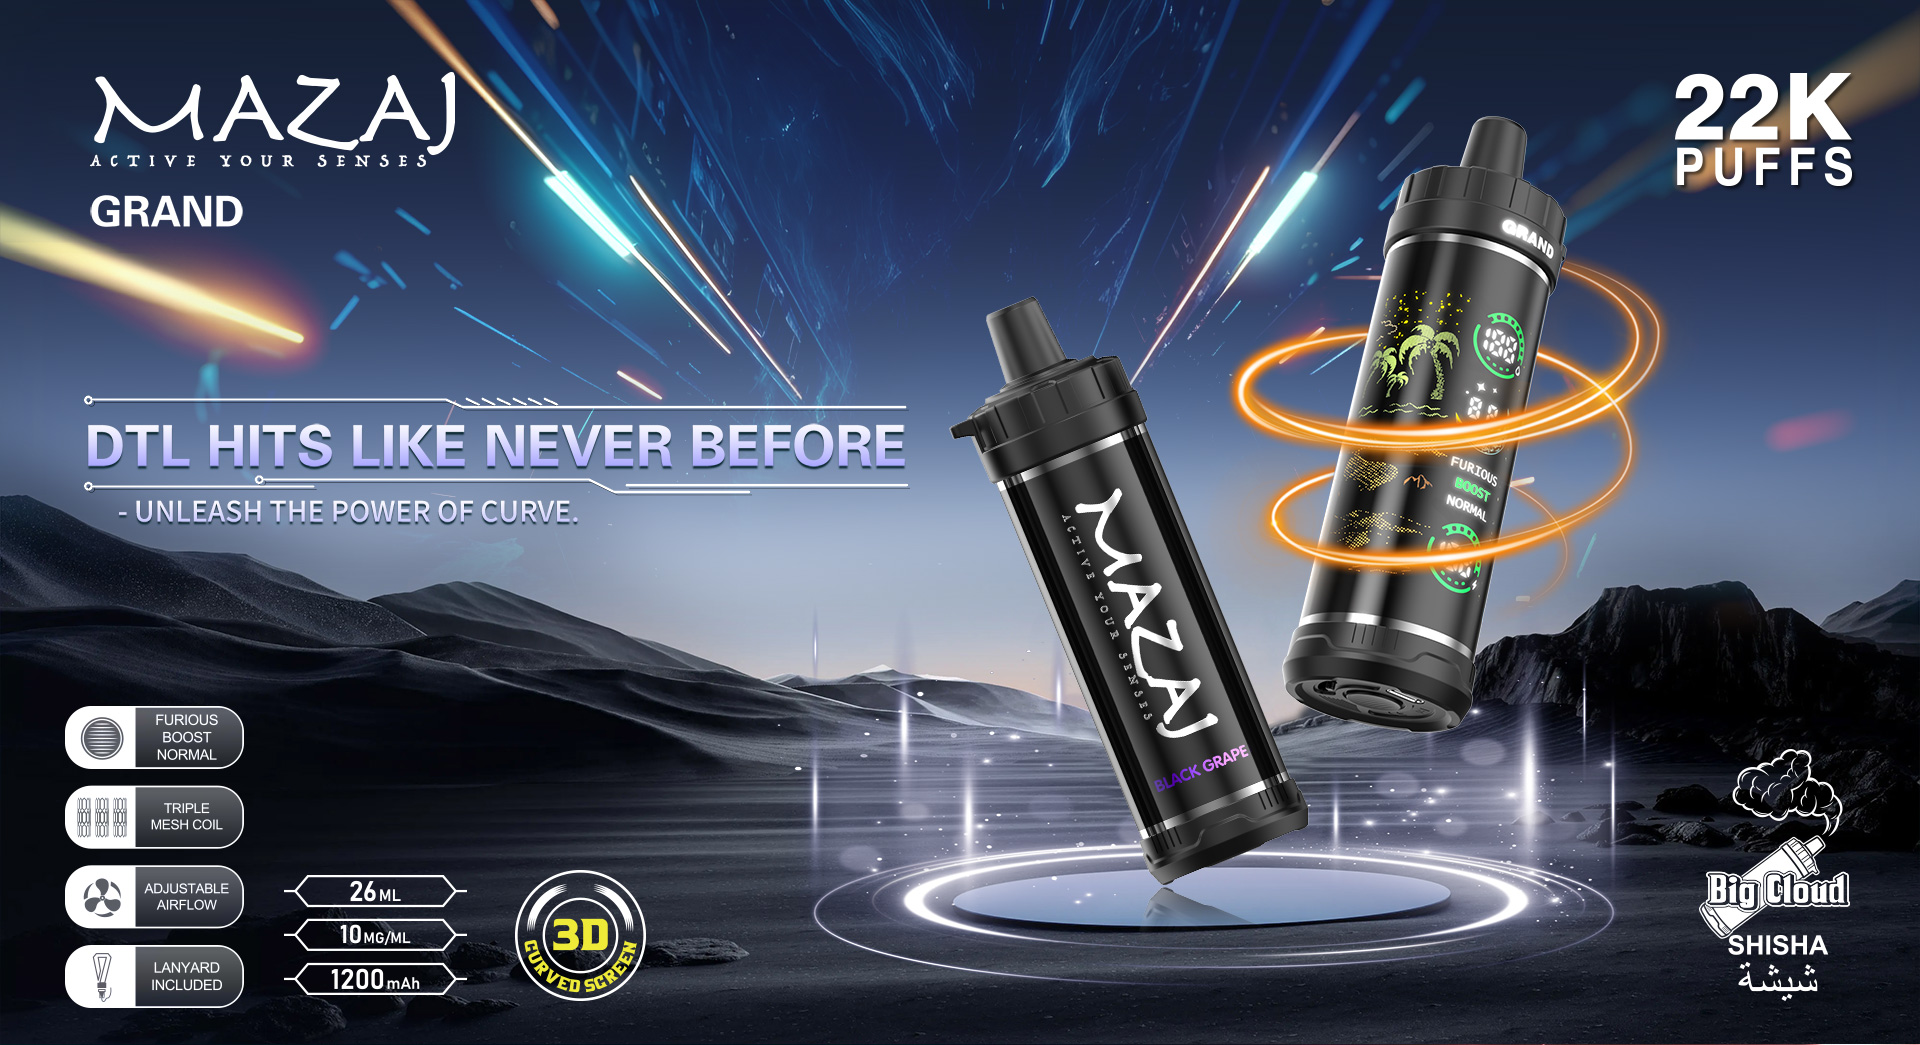 MAZAJ
ACTIVE YOUR SENSES
GRAND
22K
PUFFS
DTL HITS LIKE NEVER BEFORE
- UNLEASH THE POWER OF CURVE.
GRAND
FURIOUS
BOOST
NORMAL
MAZAJ
ACTIVE YOUR SENSES
BLACK GRAPE
FURIOUS
BOOST
NORMAL
TRIPLE
MESH COIL
ADJUSTABLE
AIRFLOW
LANYARD
INCLUDED
26ML
10MG/ML
1200mAh
3D
CURVED SCREEN
Big Cloud
SHISHA
شيشة